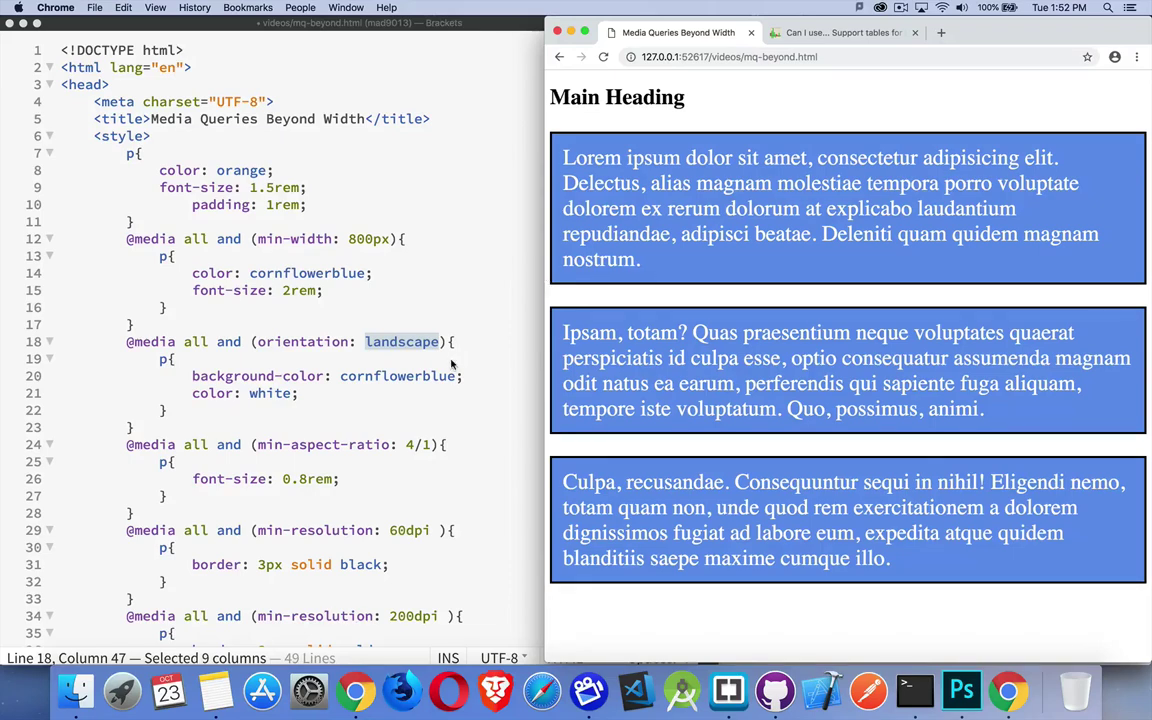 Chrome File Edit View History Bookmarks People Window Help
100% Tue 1:52 PM
• videos/mq-beyond.html (mad9013) — Brackets
1 <!DOCTYPE html>
2 <html lang="en">
3 <head>
4 <meta charset="UTF-8">
5 <title>Media Queries Beyond Width</title>
6 <style>
7 p{
8 color: orange;
9 font-size: 1.5rem;
10 padding: 1rem;
11 }
12 @media all and (min-width: 800px){
13 p{
14 color: cornflowerblue;
15 font-size: 2rem;
16 }
17 }
18 @media all and (orientation: landscape){
19 p{
20 background-color: cornflowerblue;
21 color: white;
22 }
23 }
24 @media all and (min-aspect-ratio: 4/1){
25 p{
26 font-size: 0.8rem;
27 }
28 }
29 @media all and (min-resolution: 60dpi ){
30 p{
31 border: 3px solid black;
32 }
33 }
34 @media all and (min-resolution: 200dpi ){
35 p{
Line 18, Column 47 — Selected 9 columns — 49 Lines
INS UTF-8
Media Queries Beyond Width
Can I use... Support tables for
127.0.0.1:52617/videos/mq-beyond.html
Main Heading
Lorem ipsum dolor sit amet, consectetur adipisicing elit.
Delectus, alias magnam molestiae tempora porro voluptate
dolorem ex rerum dolorum at explicabo laudantium
repudiandae, adipisci beatae. Deleniti quam quidem magnam
nostrum.
Ipsam, totam? Quas praesentium neque voluptates quaerat
perspiciatis id culpa esse, optio consequatur assumenda magnam
odit natus ea earum, perferendis qui sapiente fuga aliquam,
tempore iste voluptatum. Quo, possimus, animi.
Culpa, recusandae. Consequuntur sequi in nihil! Eligendi nemo,
totam quam non, unde quod rem exercitationem a dolorem
dignissimos fugiat ad labore eum, expedita atque quidem
blanditiis saepe maxime cumque illo.
OCT
23
Ps